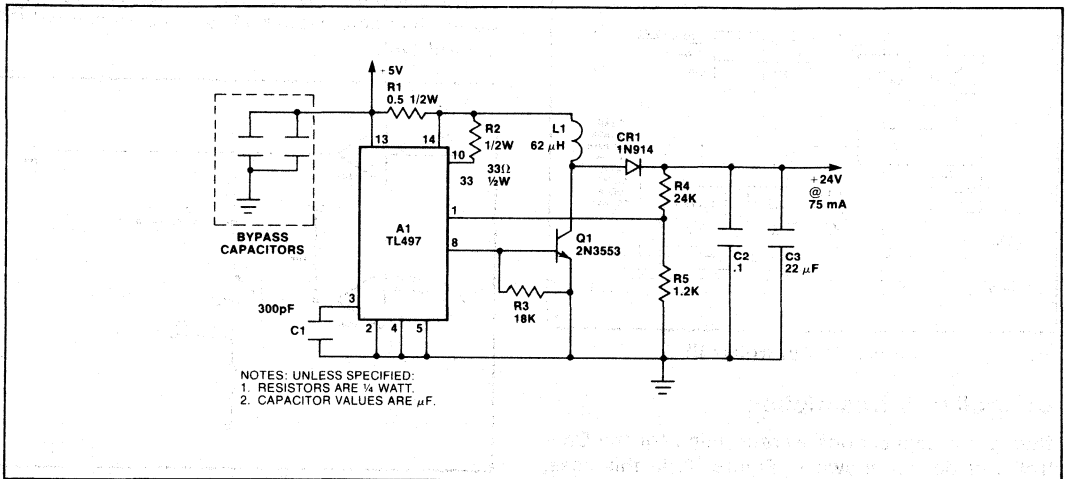 +5V
R1
0.5 1/2W
13
14
R2
1/2W
10
33
33Ω
½W
L1
62 μH
CR1
1N914
+24V
@
75 mA
R4
24K
1
A1
TL497
8
Q1
2N3553
C2
.1
C3
22 μF
BYPASS
CAPACITORS
R5
1.2K
R3
18K
300pF
3
C1
2
4
5
NOTES: UNLESS SPECIFIED:
1. RESISTORS ARE ¼ WATT.
2. CAPACITOR VALUES ARE μF.